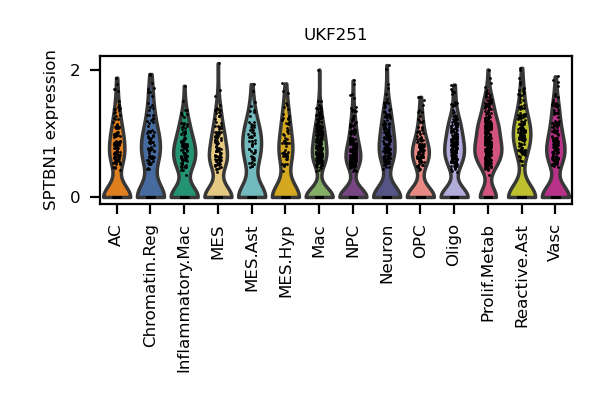 UKF251
SPTBN1 expression
2
0
AC
Chromatin.Reg
Inflammatory.Mac
MES
MES.Ast
MES.Hyp
Mac
NPC
Neuron
OPC
Oligo
Prolif.Metab
Reactive.Ast
Vasc